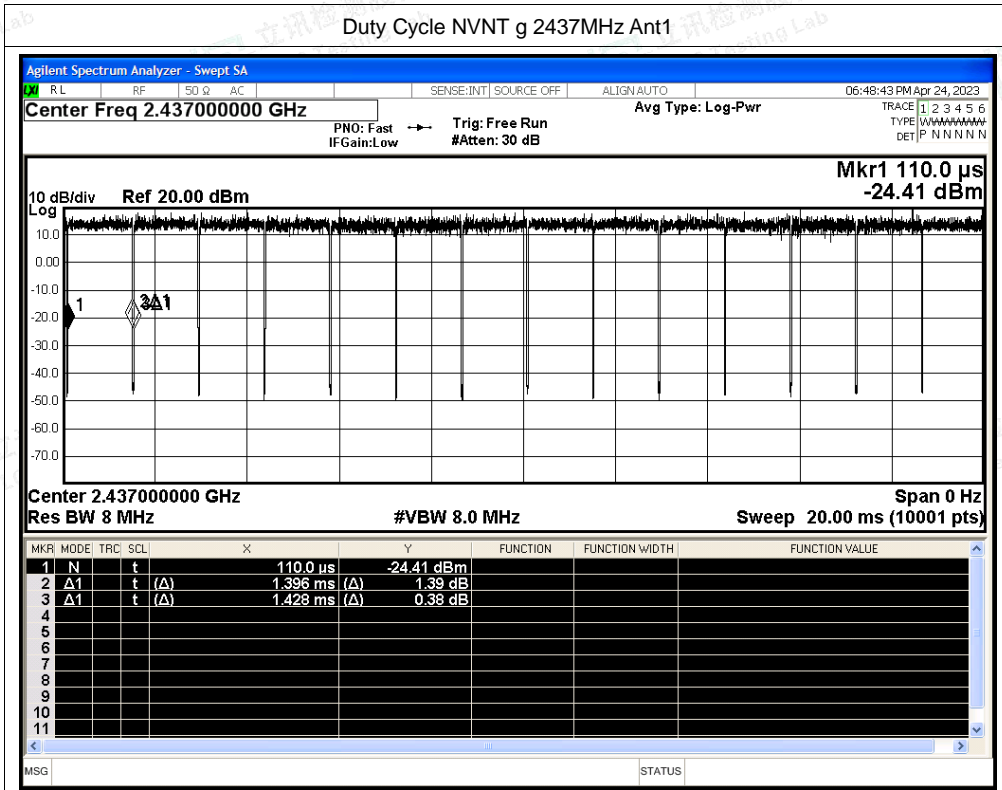 Duty Cycle NVNT g 2437MHz Ant1
Agilent Spectrum Analyzer - Swept SA
LXI RL RF 50 Ω AC SENSE:INT SOURCE OFF ALIGN AUTO 06:48:43 PM Apr 24, 2023
Center Freq 2.437000000 GHz Avg Type: Log-Pwr TRACE 1 2 3 4 5 6
PNO: Fast Trig: Free Run TYPE WWWWWW
IFGain:Low #Atten: 30 dB DET P N N N N N
Mkr1 110.0 µs
10 dB/div Ref 20.00 dBm -24.41 dBm
Log
10.0
0.00
-10.0
1 3Δ1
-20.0
-30.0
-40.0
-50.0
-60.0
-70.0
Center 2.437000000 GHz Span 0 Hz
Res BW 8 MHz #VBW 8.0 MHz Sweep 20.00 ms (10001 pts)
MKR MODE TRC SCL X Y FUNCTION FUNCTION WIDTH FUNCTION VALUE
1 N t 110.0 µs -24.41 dBm
2 Δ1 t (Δ) 1.396 ms (Δ) 1.39 dB
3 Δ1 t (Δ) 1.428 ms (Δ) 0.38 dB
4
5
6
7
8
9
10
11
MSG STATUS